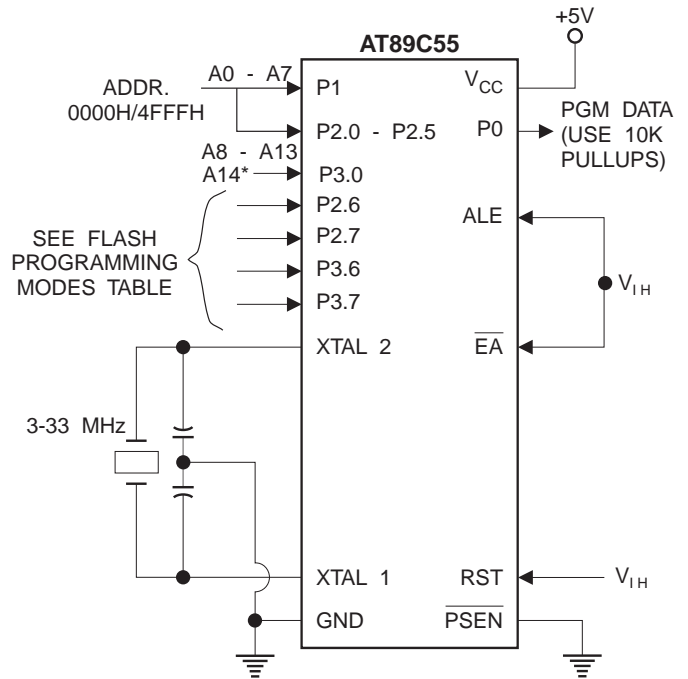 +5V
AT89C55
ADDR.
0000H/4FFFH
A0 - A7
P1
VCC
P2.0 - P2.5
P0
PGM DATA
(USE 10K
PULLUPS)
A8 - A13
A14*
P3.0
P2.6
ALE
SEE FLASH
PROGRAMMING
MODES TABLE
P2.7
P3.6
P3.7
VIH
XTAL 2
EA
3-33 MHz
XTAL 1
RST
VIH
GND
PSEN